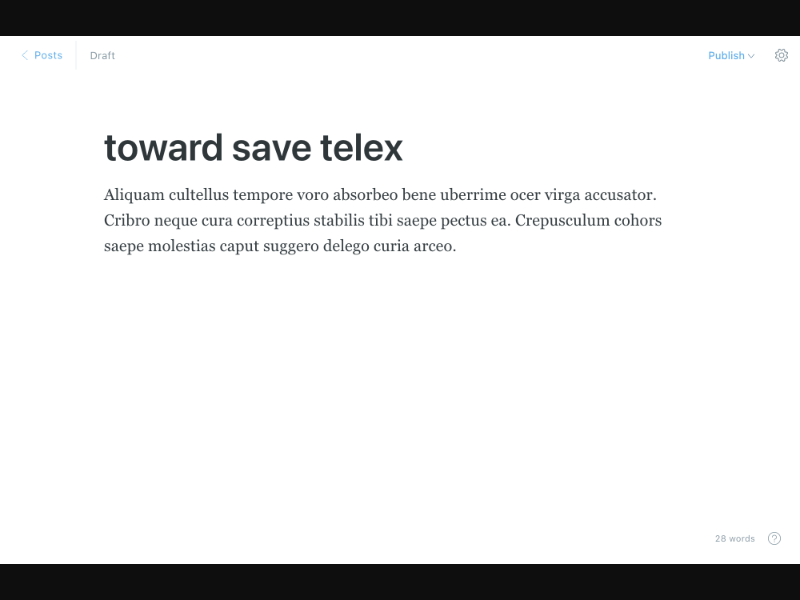 Posts
Draft
Publish
toward save telex
Aliquam cultellus tempore voro absorbeo bene uberrime ocer virga accusator.
Cribro neque cura correptius stabilis tibi saepe pectus ea. Crepusculum cohors
saepe molestias caput suggero delego curia arceo.
28 words
?